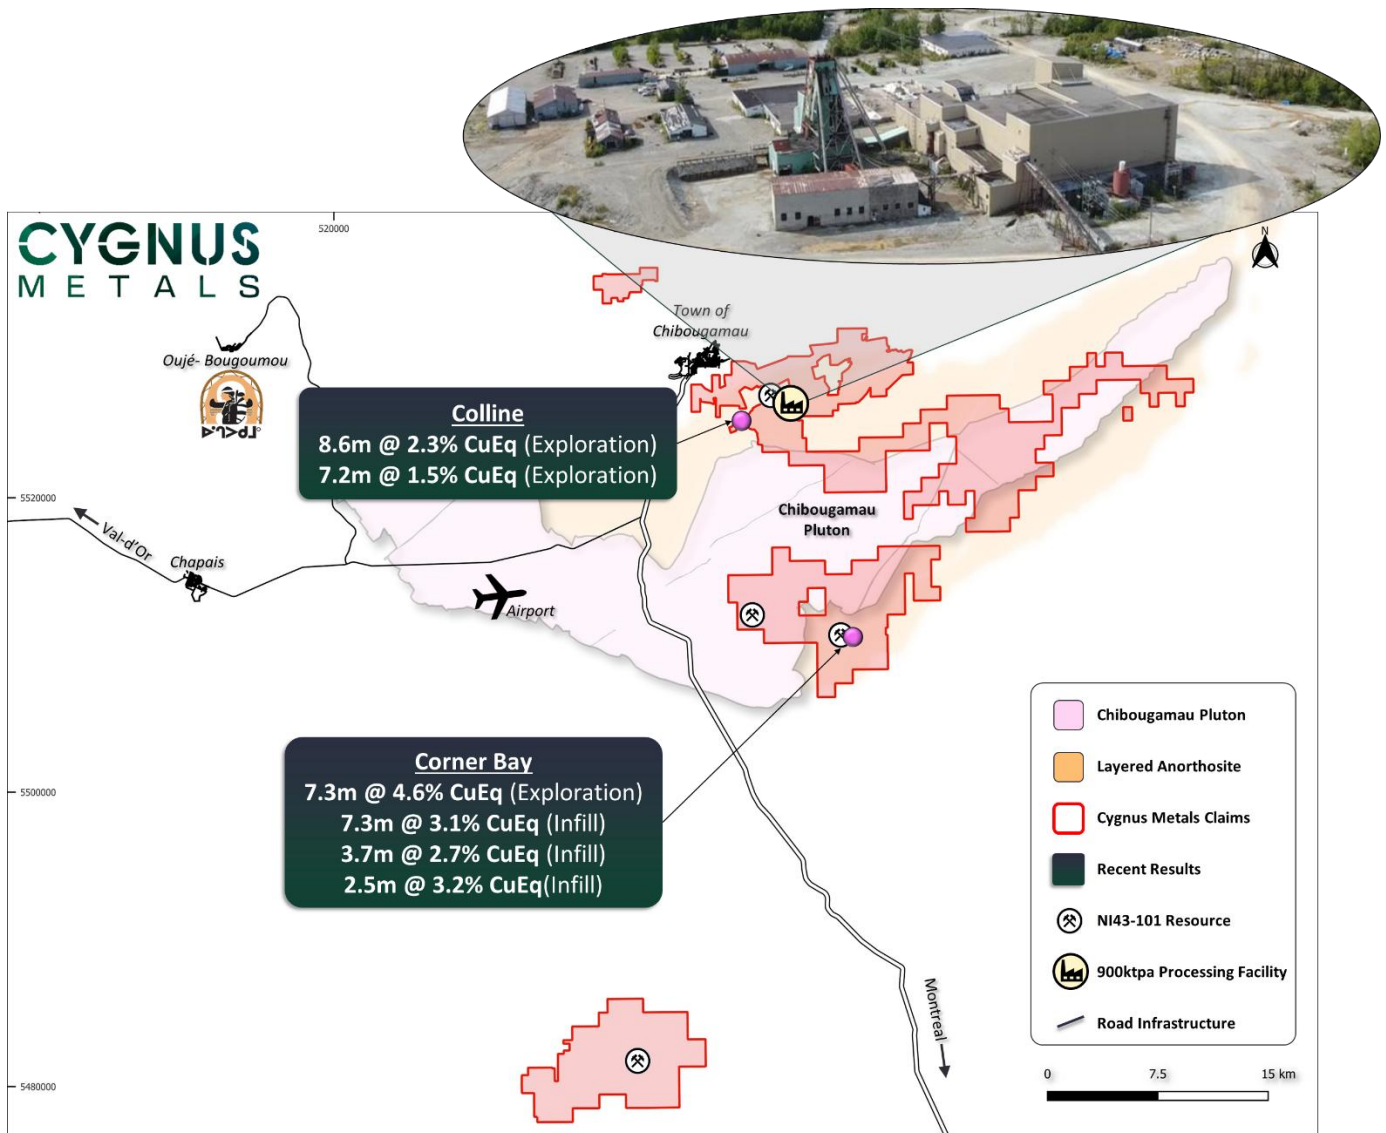 CYGNUS
METALS
520000
N
Town of
Chibougamau
Oujé- Bougoumou
Colline
8.6m @ 2.3% CuEq (Exploration)
7.2m @ 1.5% CuEq (Exploration)
5520000
Chibougamau
Pluton
Val-d'Or
Chapais
Airport
Corner Bay
7.3m @ 4.6% CuEq (Exploration)
7.3m @ 3.1% CuEq (Infill)
3.7m @ 2.7% CuEq (Infill)
2.5m @ 3.2% CuEq(Infill)
5500000
Chibougamau Pluton
Layered Anorthosite
Cygnus Metals Claims
Recent Results
NI43-101 Resource
900ktpa Processing Facility
Road Infrastructure
Montreal
5480000
0 7.5 15 km